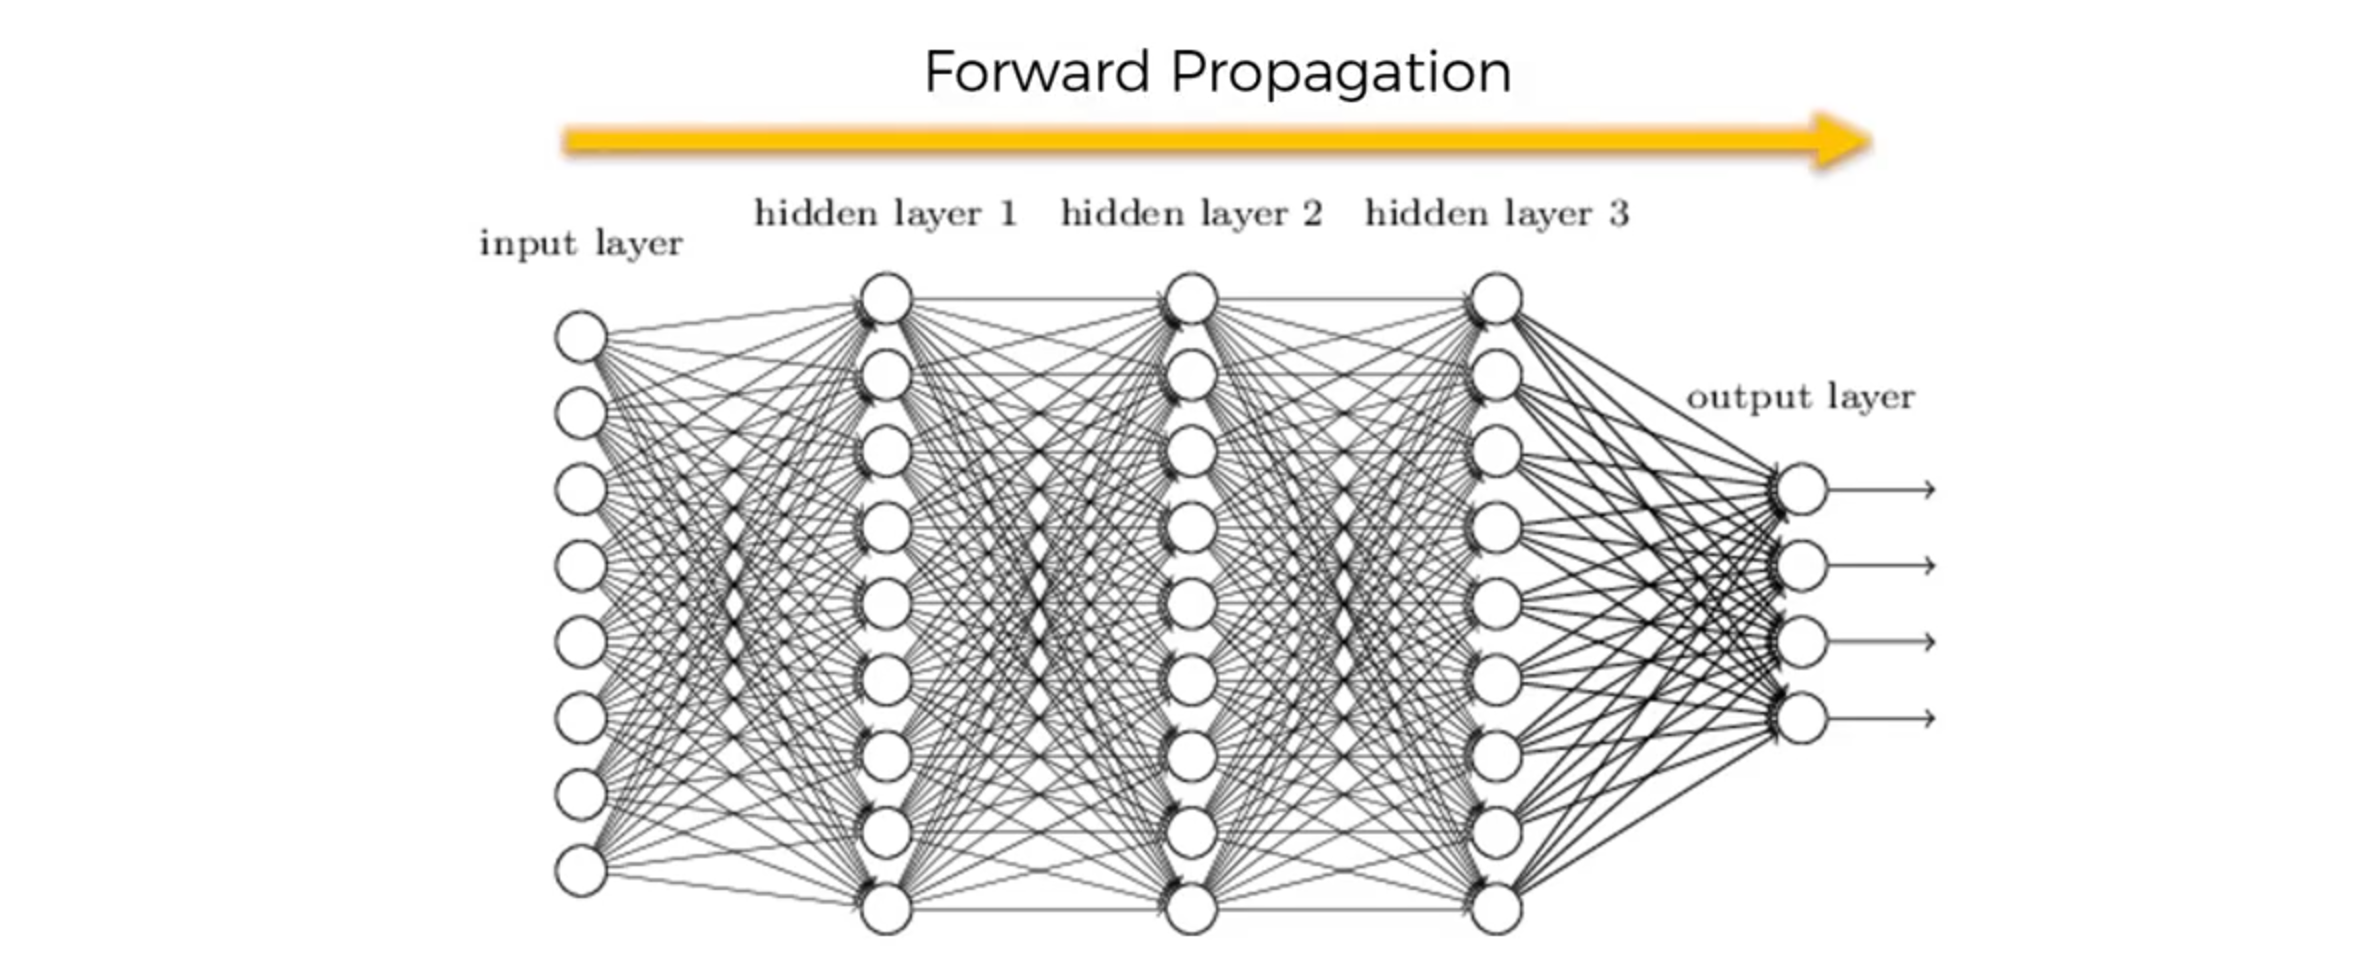 Forward Propagation
hidden layer 1
hidden layer 2
hidden layer 3
input layer
output layer